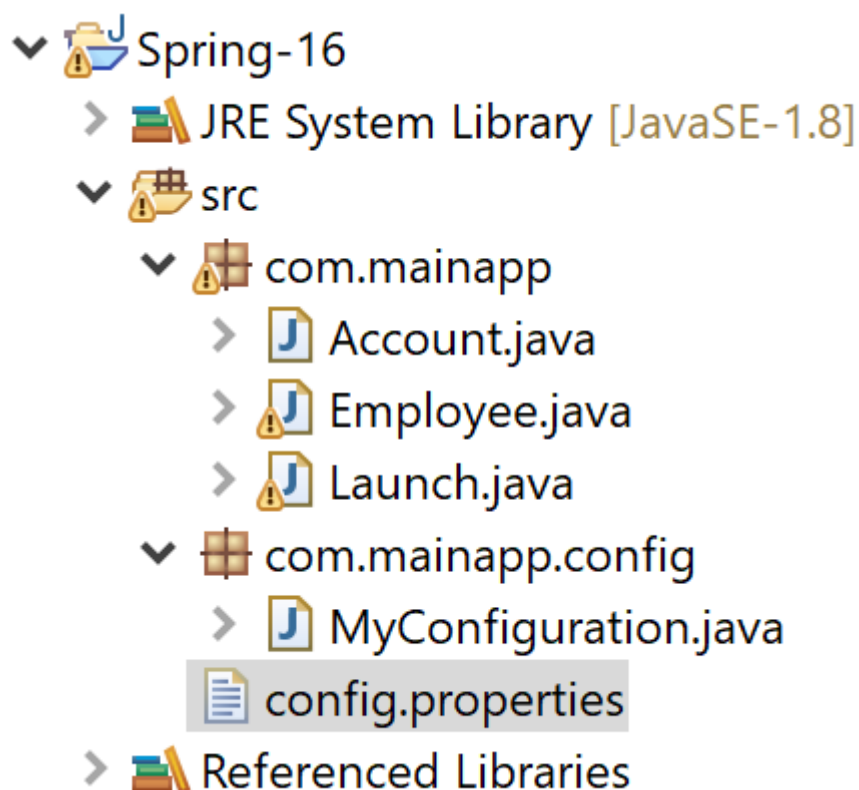 Spring-16
JRE System Library [JavaSE-1.8]
src
com.mainapp
Account.java
Employee.java
Launch.java
com.mainapp.config
MyConfiguration.java
config.properties
Referenced Libraries